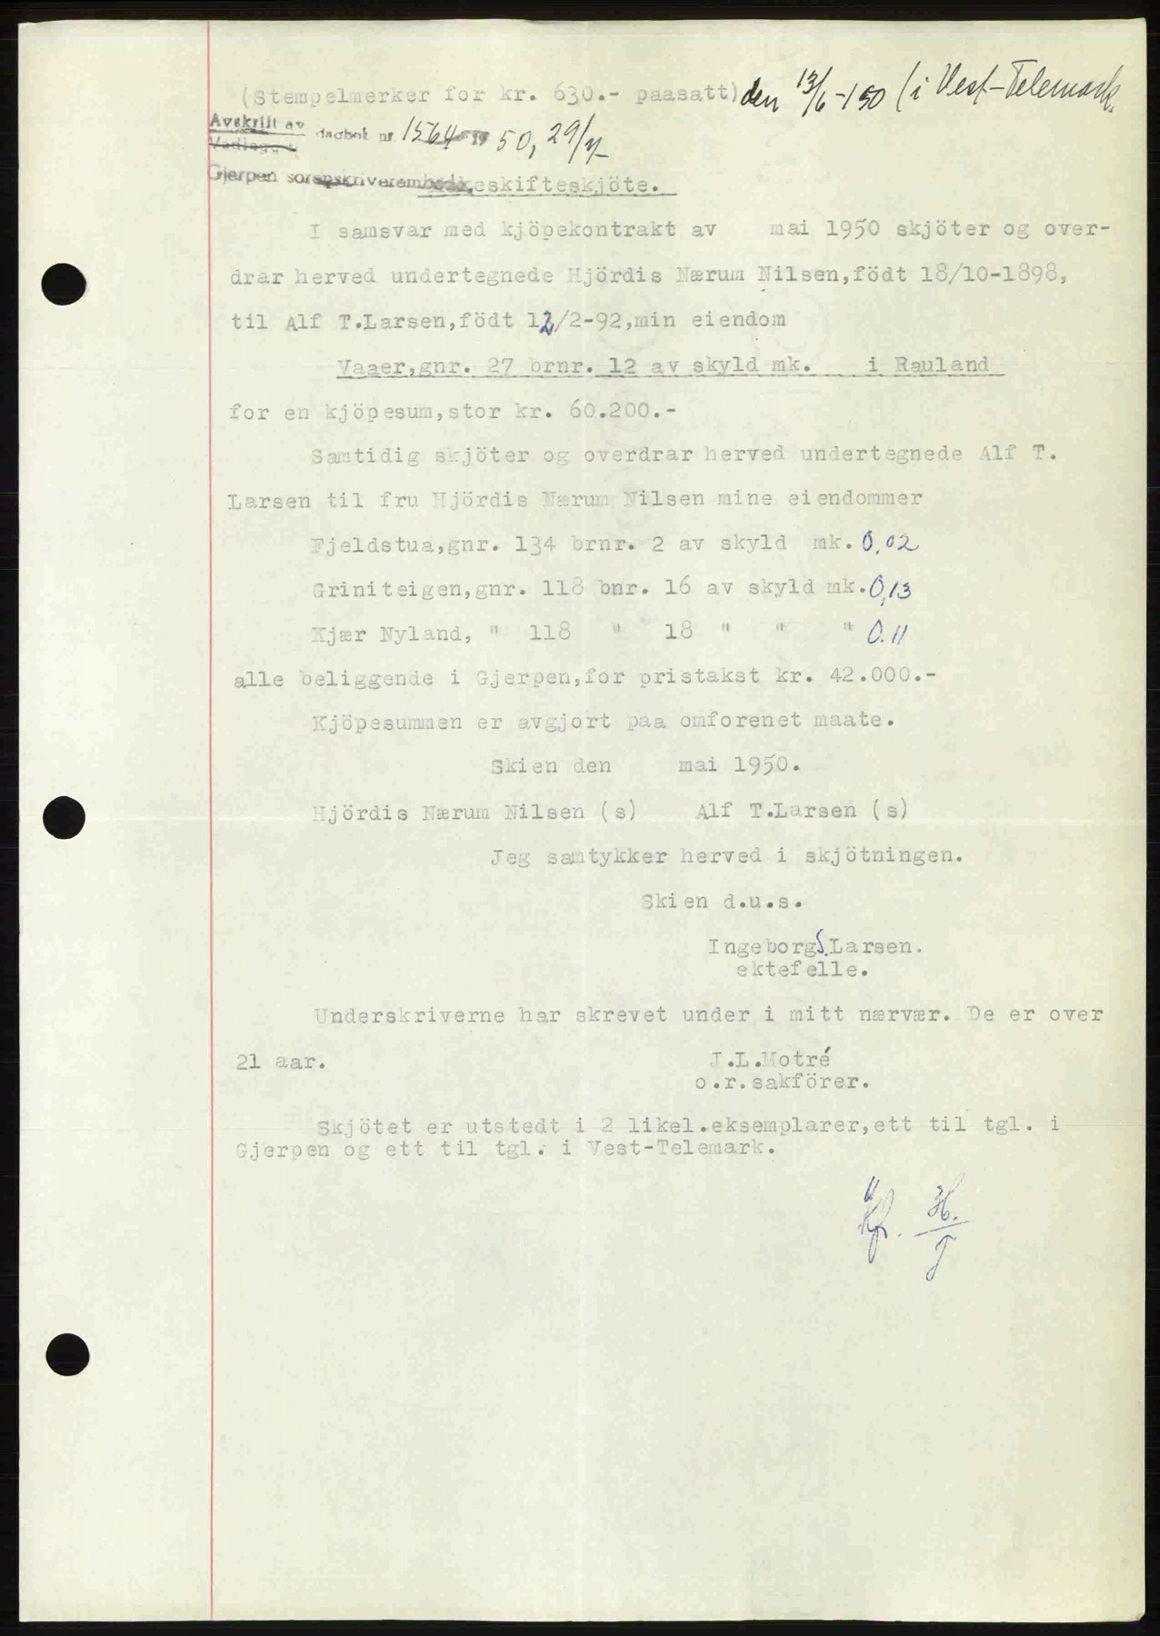 (Stempelmerker for kr. 630.- paasatt) den 13/6-150 (i Vest-Telemark.
Avskrift av
Vedlegg
dagbok nr. 1564 19 50, 29/7
Gjerpen sorenskriverembede
eskifteskjöte.
I samsvar med kjöpekontrakt av mai 1950 skjöter og over-
drar herved undertegnede Hjördis Nærum Nilsen,födt 18/10-1898,
til Alf T.Larsen,födt 12/2-92,min eiendom
Vaaer,gnr. 27 brnr. 12 av skyld mk. i Rauland
for en kjöpesum,stor kr. 60.200.-
Samtidig skjöter og overdrar herved undertegnede Alf T.
Larsen til fru Hjördis Nærum Nilsen mine eiendommer
Fjeldstua,gnr. 134 brnr. 2 av skyld mk. 0,02
Griniteigen,gnr. 118 bnr. 16 av skyld mk. 0,13
Kjær Nyland, " 118 " 18 " " " 0.11
alle beliggende i Gjerpen,for pristakst kr. 42.000.-
Kjöpesummen er avgjort paa omforenet maate.
Skien den mai 1950.
Hjördis Nærum Nilsen (s) Alf T.Larsen (s)
Jeg samtykker herved i skjötningen.
Skien d.u.s.
Ingeborg S. Larsen.
ektefelle.
Underskriverne har skrevet under i mitt nærvær. De er over
21 aar. J.L.Motré
o.r.sakförer.
Skjötet er utstedt i 2 likel.eksemplarer,ett til tgl. i
Gjerpen og ett til tgl. i Vest-Telemark.